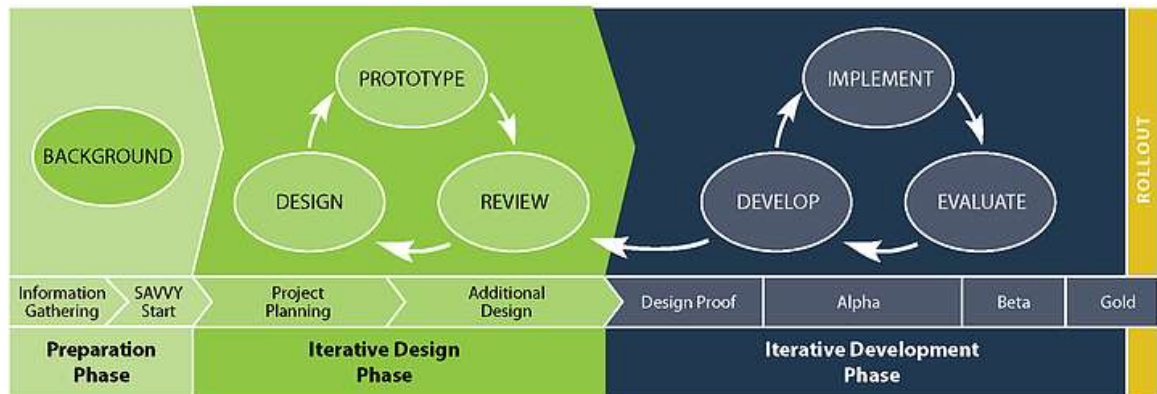 PROTOTYPE
IMPLEMENT
BACKGROUND
DESIGN
REVIEW
DEVELOP
EVALUATE
ROLLOUT
Information
Gathering
SAVVY
Start
Project
Planning
Additional
Design
Design Proof
Alpha
Beta
Gold
Preparation
Phase
Iterative Design
Phase
Iterative Development
Phase